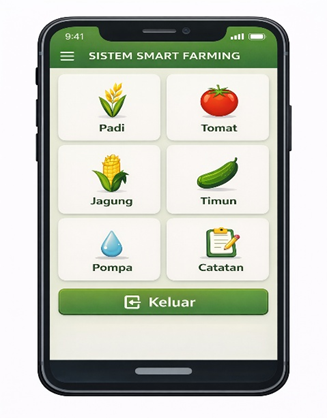 9:41
SISTEM SMART FARMING
Padi
Tomat
Jagung
Timun
Pompa
Catatan
Keluar